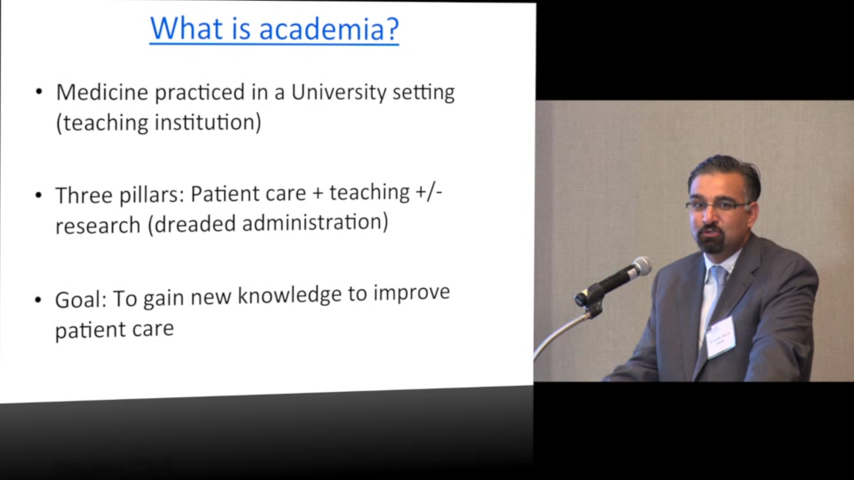 What is academia?
• Medicine practiced in a University setting
(teaching institution)
• Three pillars: Patient care + teaching +/-
research (dreaded administration)
• Goal: To gain new knowledge to improve
patient care